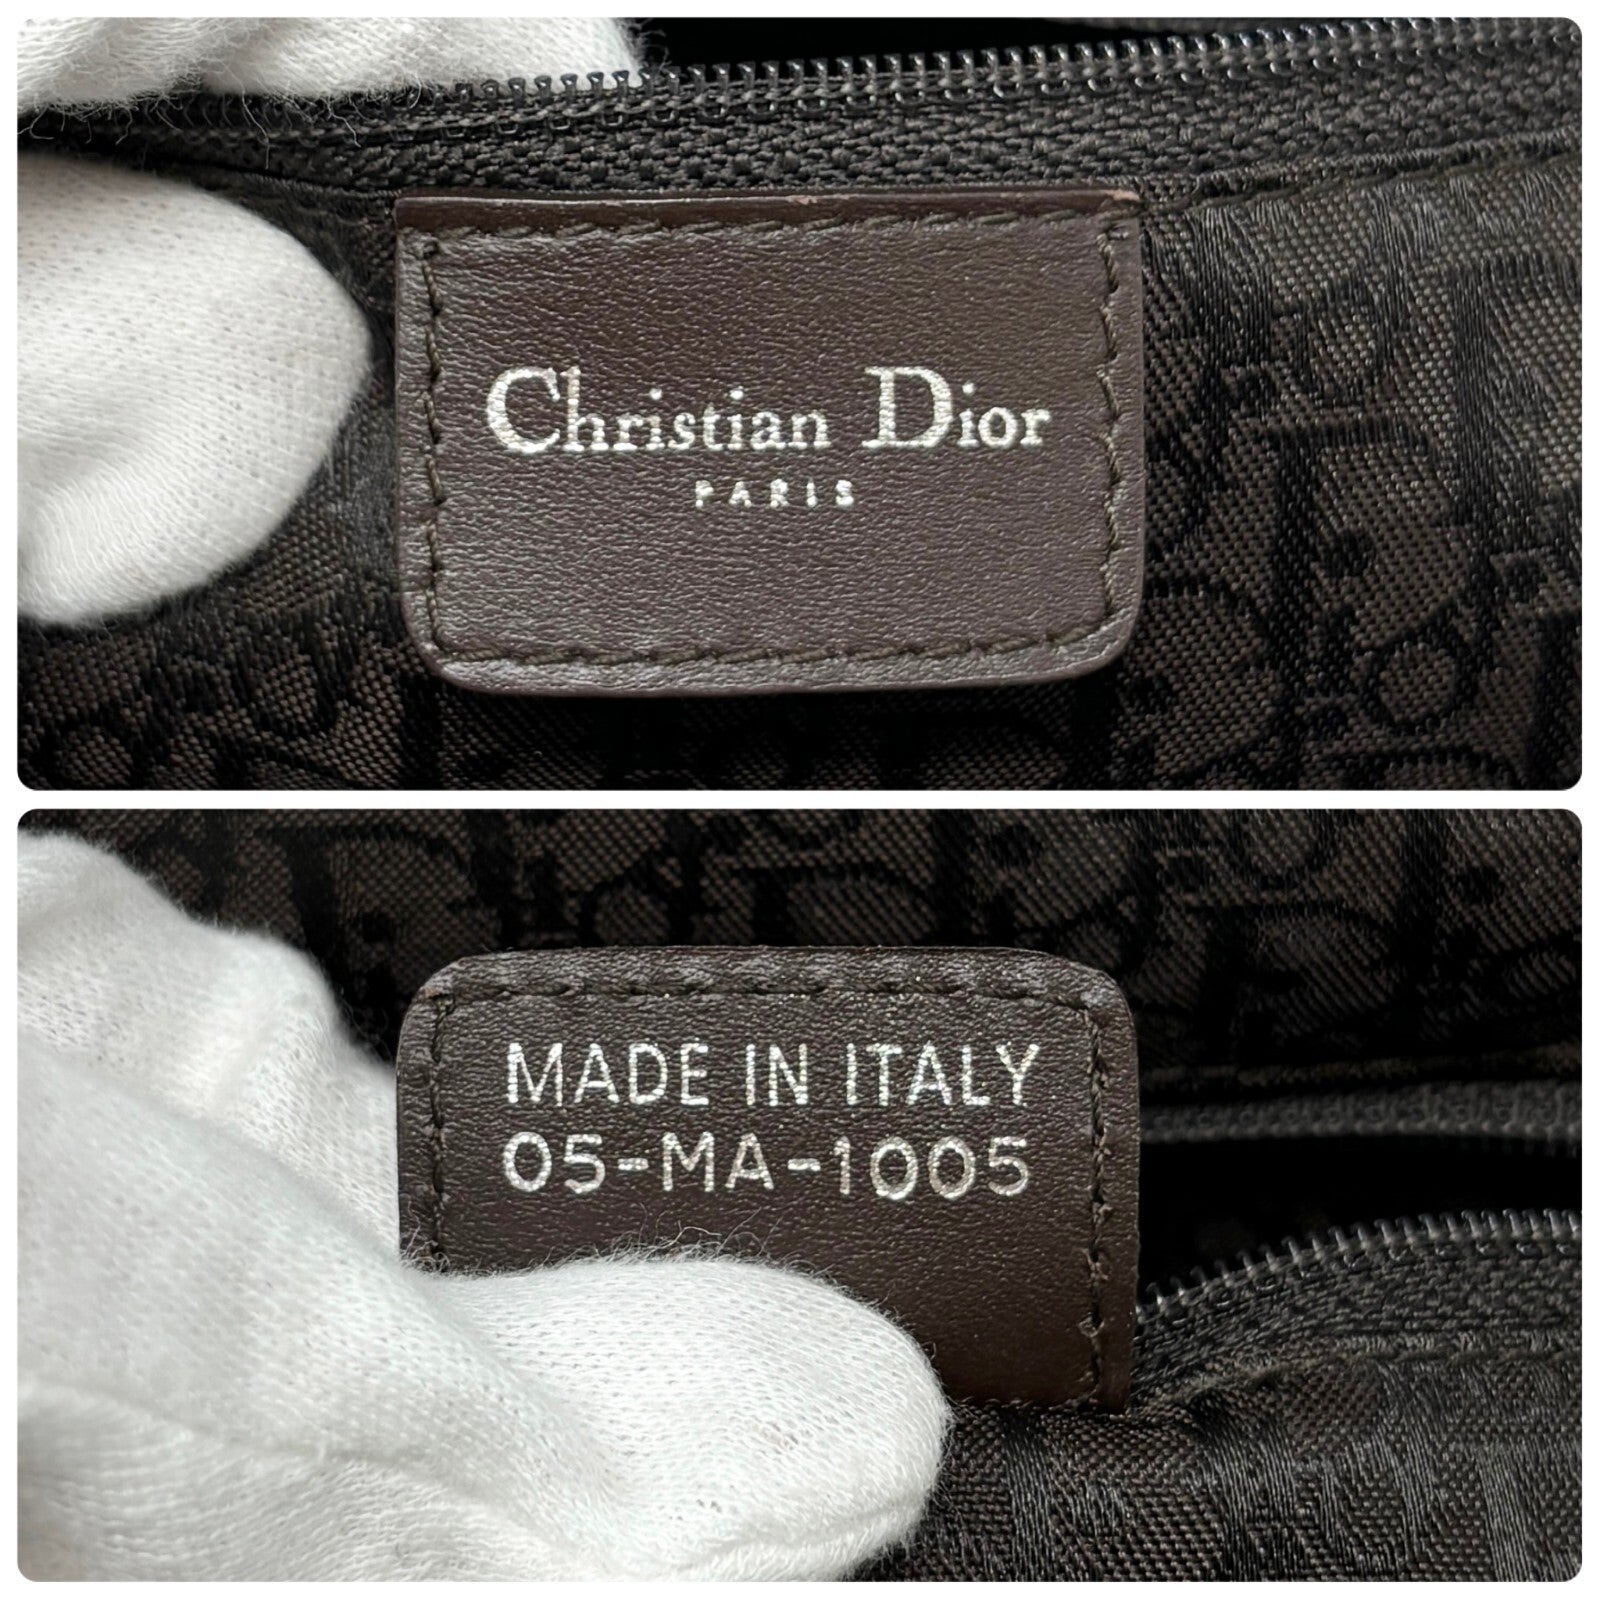 Christian Dior
PARIS
MADE IN ITALY
05-MA-1005